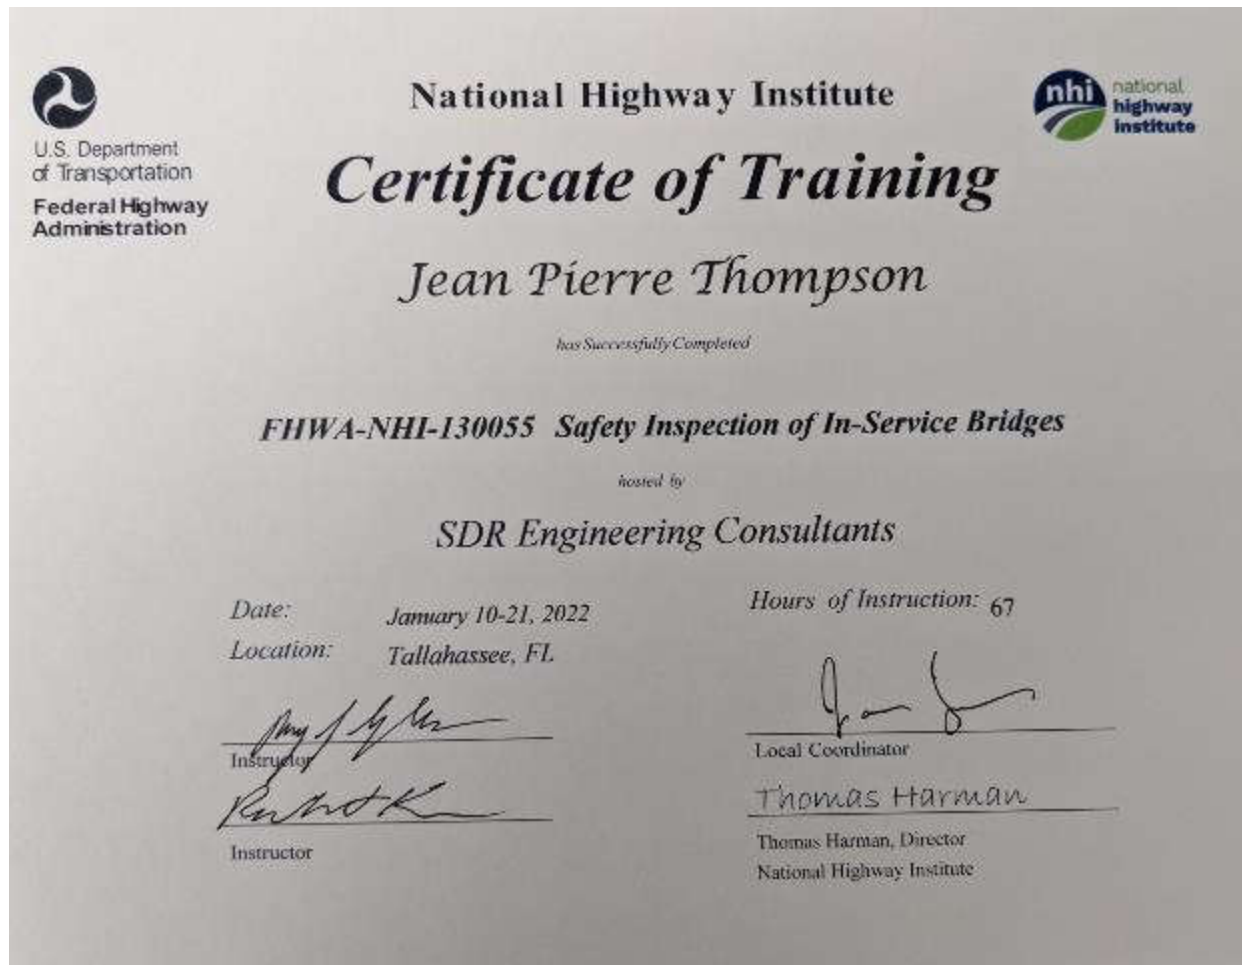 National Highway Institute
nhi national
highway
institute
U.S. Department
of Transportation
Federal Highway
Administration
Certificate of Training
Jean Pierre Thompson
has Successfully Completed
FHWA-NHI-130055 Safety Inspection of In-Service Bridges
hosted by
SDR Engineering Consultants
Date: January 10-21, 2022
Hours of Instruction: 67
Location: Tallahassee, FL
Instructor
Local Coordinator
Thomas Harman
Instructor
Thomas Harman, Director
National Highway Institute